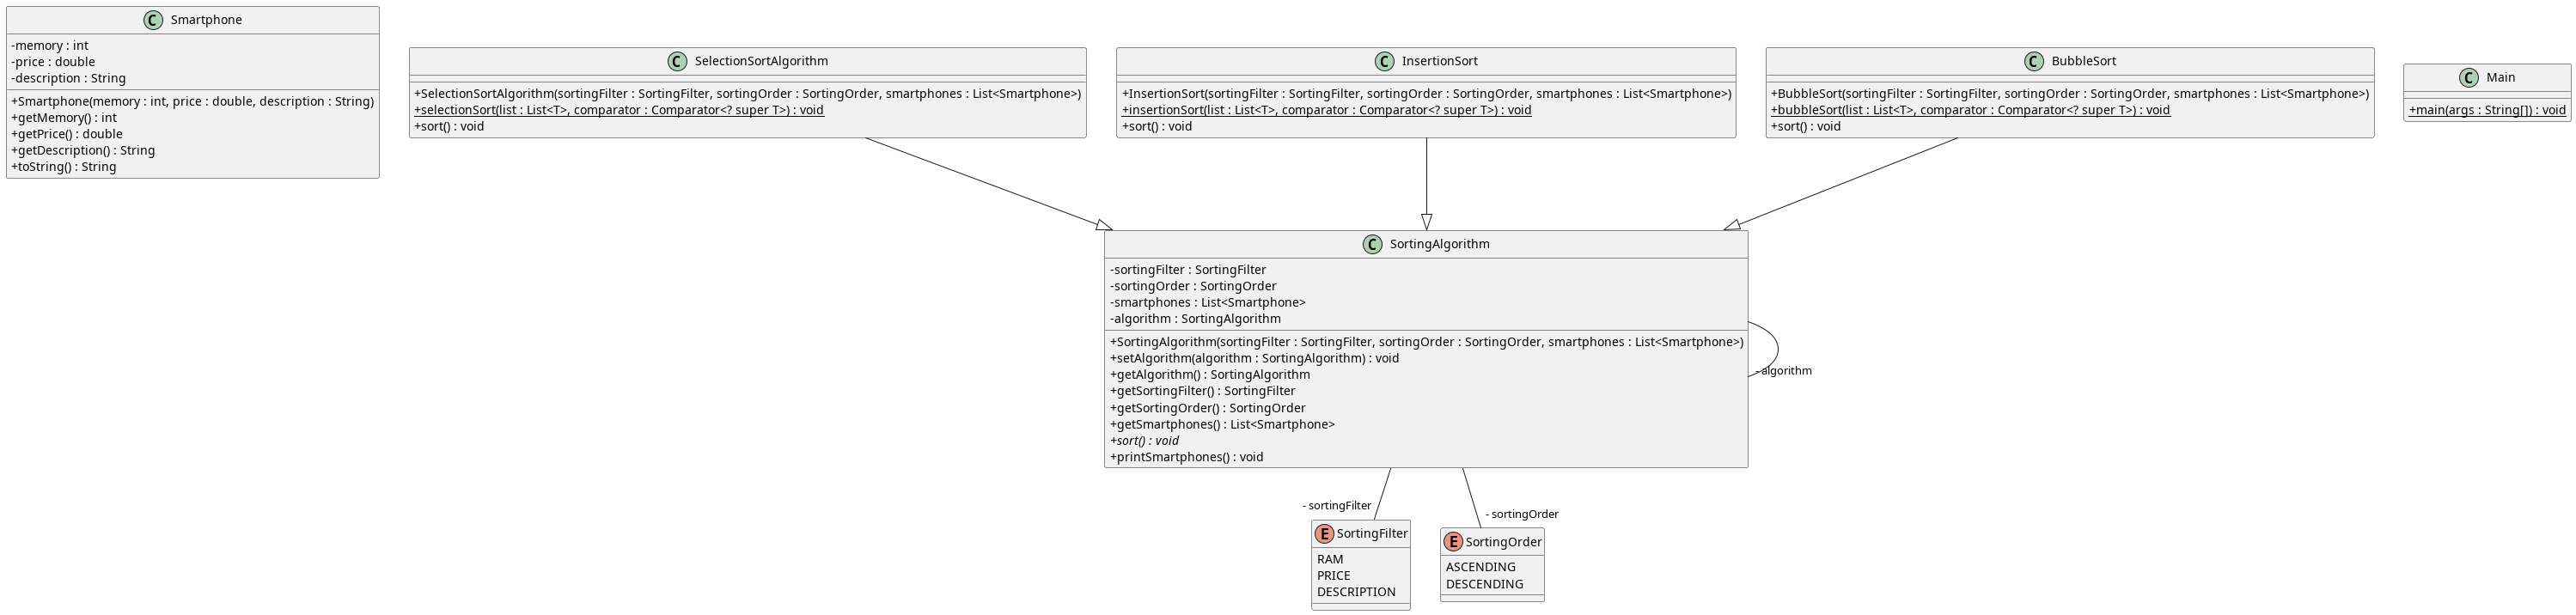 Smartphone
-memory : int
-price : double
-description : String
+Smartphone(memory : int, price : double, description : String)
+getMemory() : int
+getPrice() : double
+getDescription() : String
+toString() : String
SelectionSortAlgorithm
+SelectionSortAlgorithm(sortingFilter : SortingFilter, sortingOrder : SortingOrder, smartphones : List<Smartphone>)
+selectionSort(list : List<T>, comparator : Comparator<? super T>) : void
+sort() : void
InsertionSort
+InsertionSort(sortingFilter : SortingFilter, sortingOrder : SortingOrder, smartphones : List<Smartphone>)
+insertionSort(list : List<T>, comparator : Comparator<? super T>) : void
+sort() : void
BubbleSort
+BubbleSort(sortingFilter : SortingFilter, sortingOrder : SortingOrder, smartphones : List<Smartphone>)
+bubbleSort(list : List<T>, comparator : Comparator<? super T>) : void
+sort() : void
Main
+main(args : String[]) : void
SortingAlgorithm
-sortingFilter : SortingFilter
-sortingOrder : SortingOrder
-smartphones : List<Smartphone>
-algorithm : SortingAlgorithm
+SortingAlgorithm(sortingFilter : SortingFilter, sortingOrder : SortingOrder, smartphones : List<Smartphone>)
+setAlgorithm(algorithm : SortingAlgorithm) : void
+getAlgorithm() : SortingAlgorithm
+getSortingFilter() : SortingFilter
+getSortingOrder() : SortingOrder
+getSmartphones() : List<Smartphone>
+sort() : void
+printSmartphones() : void
- algorithm
- sortingFilter
- sortingOrder
SortingFilter
RAM
PRICE
DESCRIPTION
SortingOrder
ASCENDING
DESCENDING